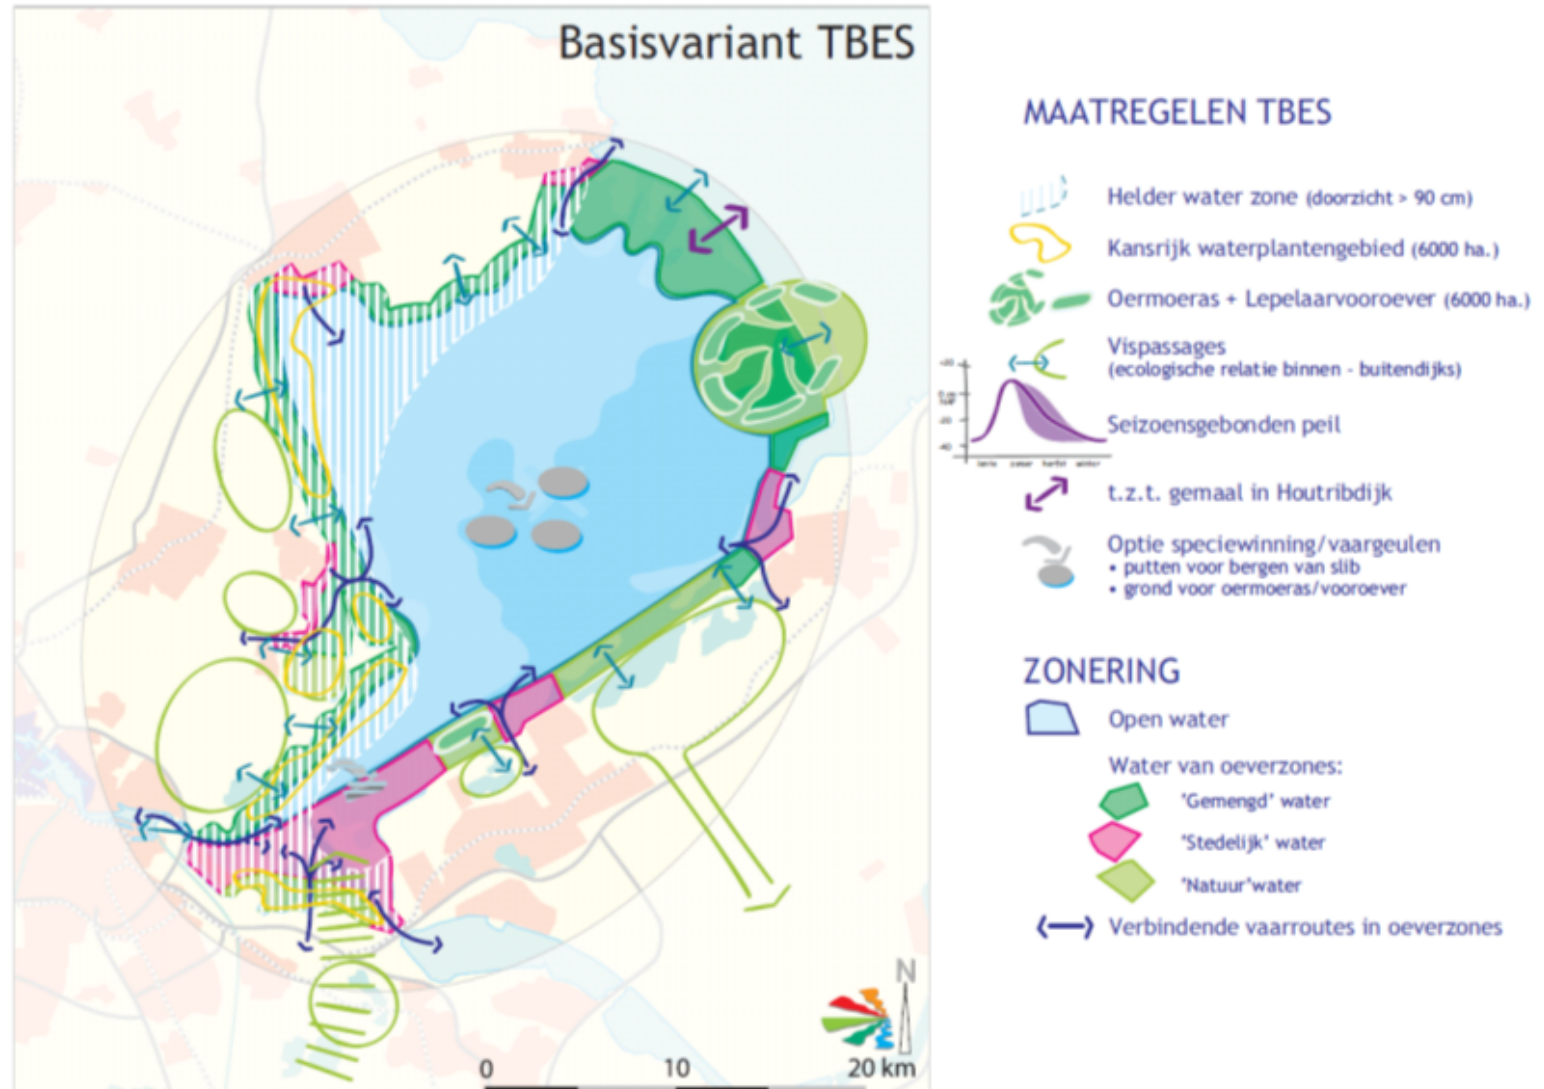 Basisvariant TBES
MAATREGELEN TBES
Helder water zone (doorzicht > 90 cm)
Kansrijk waterplantengebied (6000 ha.)
Oermoeras + Lepelaarvooroever (6000 ha.)
Vispassages
(ecologische relatie binnen - buitendijks)
Seizoensgebonden peil
t.z.t. gemaal in Houtribdijk
Optie speciewinning/vaargeulen
• putten voor bergen van slib
• grond voor oermoeras/vooroever
ZONERING
Open water
Water van oeverzones:
'Gemengd' water
'Stedelijk' water
'Natuur'water
Verbindende vaarroutes in oeverzones
N
0 10 20 km